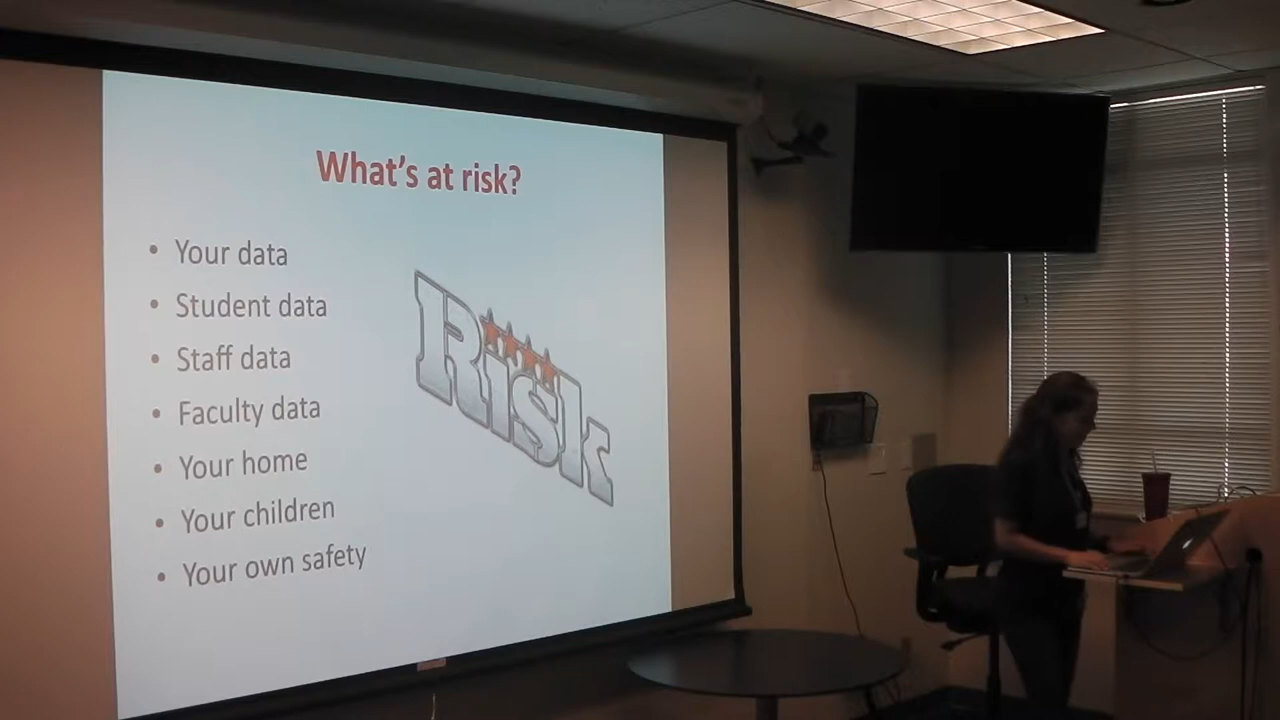 What's at risk?
• Your data
• Student data
• Staff data
• Faculty data
• Your home
• Your children
• Your own safety
Risk